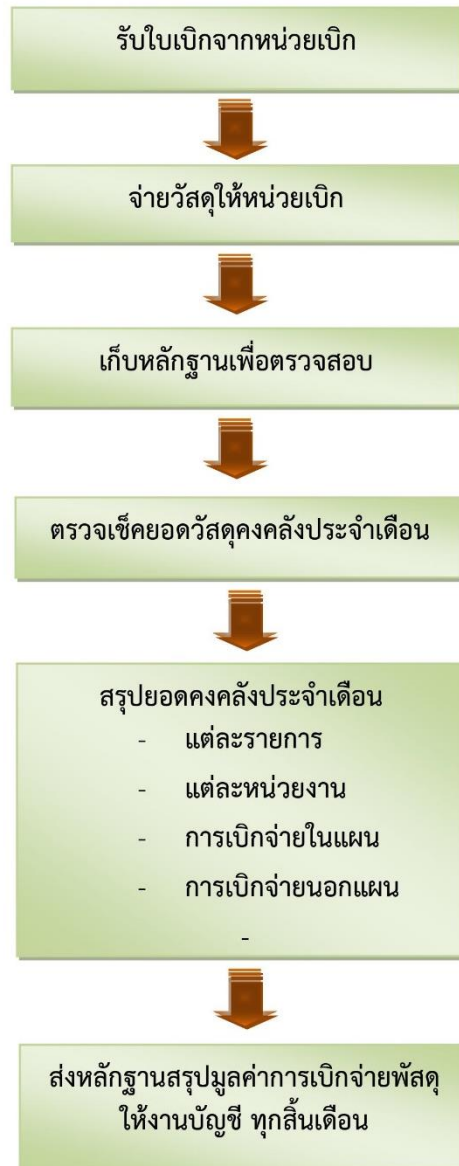 รับใบเบิกจากหน่วยเบิก
จ่ายวัสดุให้หน่วยเบิก
เก็บหลักฐานเพื่อตรวจสอบ
ตรวจเช็คยอดวัสดุคงคลังประจำเดือน
สรุปยอดคงคลังประจำเดือน
- แต่ละรายการ
- แต่ละหน่วยงาน
- การเบิกจ่ายในแผน
- การเบิกจ่ายนอกแผน
-
ส่งหลักฐานสรุปมูลค่าการเบิกจ่ายพัสดุ
ให้งานบัญชี ทุกสิ้นเดือน